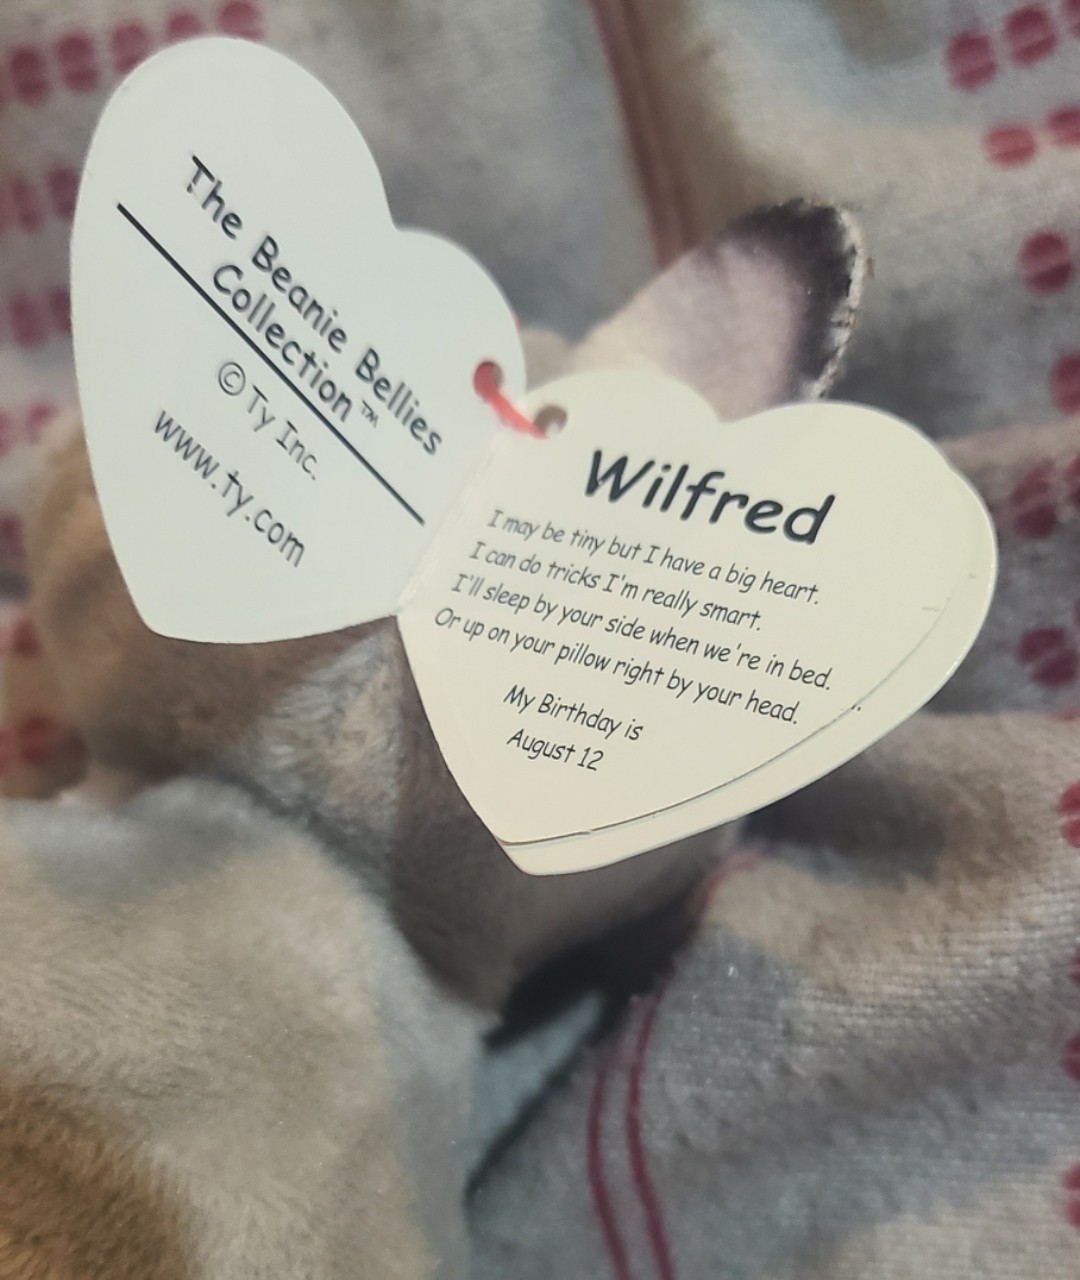 The Beanie Bellies
Collection™
© Ty Inc.
www.ty.com
Wilfred
I may be tiny but I have a big heart.
I can do tricks I'm really smart.
I'll sleep by your side when we're in bed.
Or up on your pillow right by your head.
My Birthday is
August 12